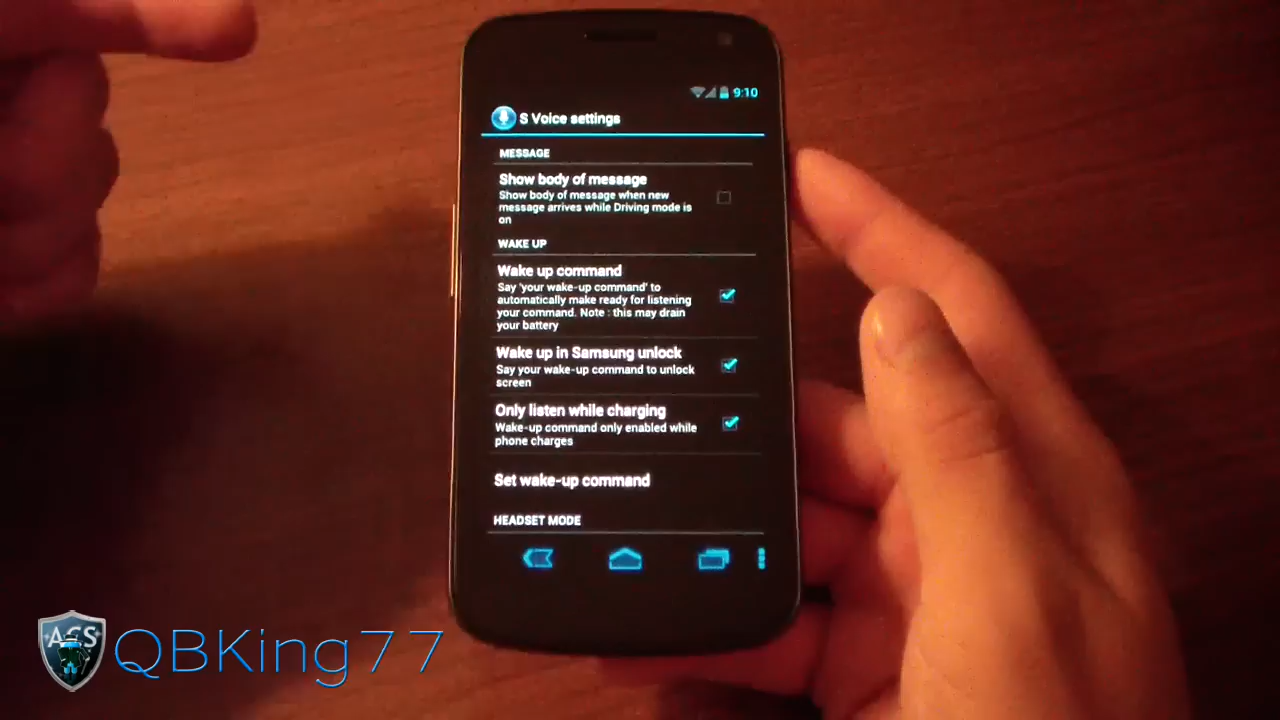 9:10
S Voice settings
MESSAGE
Show body of message
Show body of message when new
message arrives while Driving mode is
on
WAKE UP
Wake up command
Say 'your wake-up command' to
automatically make ready for listening
your command. Note : this may drain
your battery
Wake up in Samsung unlock
Say your wake-up command to unlock
screen
Only listen while charging
Wake-up command only enabled while
phone charges
Set wake-up command
HEADSET MODE
ACS
QBKing77